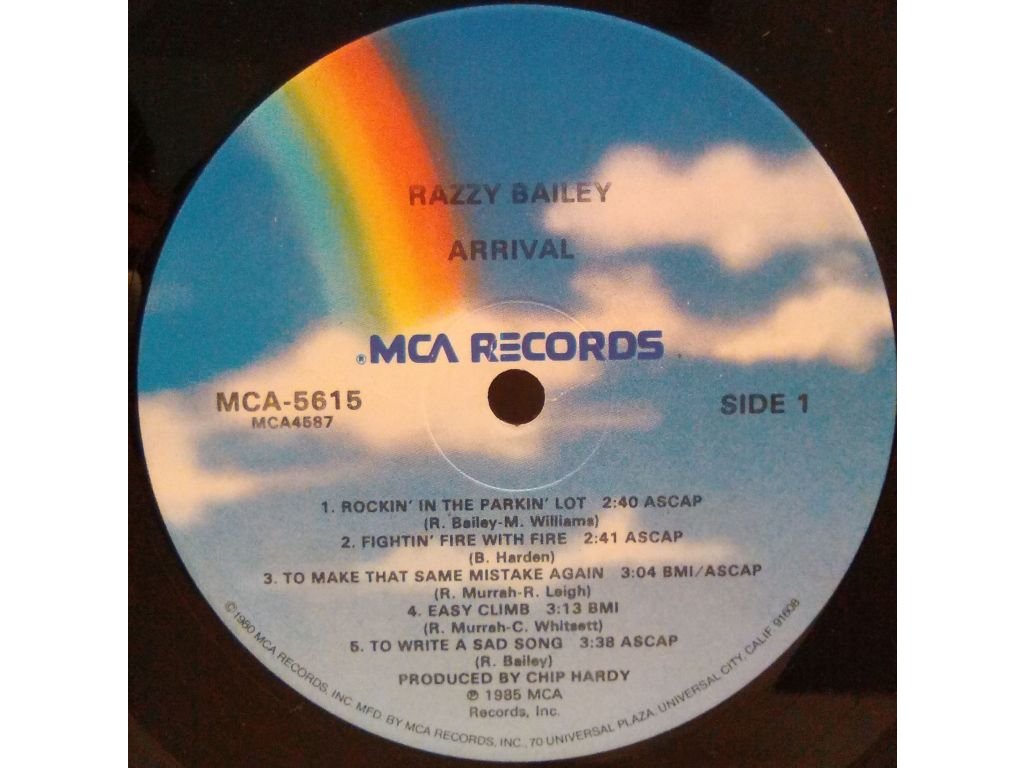 RAZZY BAILEY
ARRIVAL
®MCA RECORDS
MCA-5615
MCA4587
SIDE 1
1. ROCKIN' IN THE PARKIN' LOT 2:40 ASCAP
(R. Bailey-M. Williams)
2. FIGHTIN' FIRE WITH FIRE 2:41 ASCAP
(B. Harden)
3. TO MAKE THAT SAME MISTAKE AGAIN 3:04 BMI/ASCAP
(R. Murrah-R. Leigh)
4. EASY CLIMB 3:13 BMI
(R. Murrah-C. Whitsett)
5. TO WRITE A SAD SONG 3:38 ASCAP
(R. Bailey)
PRODUCED BY CHIP HARDY
℗ 1985 MCA
Records, Inc.
©1980 MCA RECORDS, INC. MFD. BY MCA RECORDS, INC., 70 UNIVERSAL PLAZA, UNIVERSAL CITY, CALIF. 91608